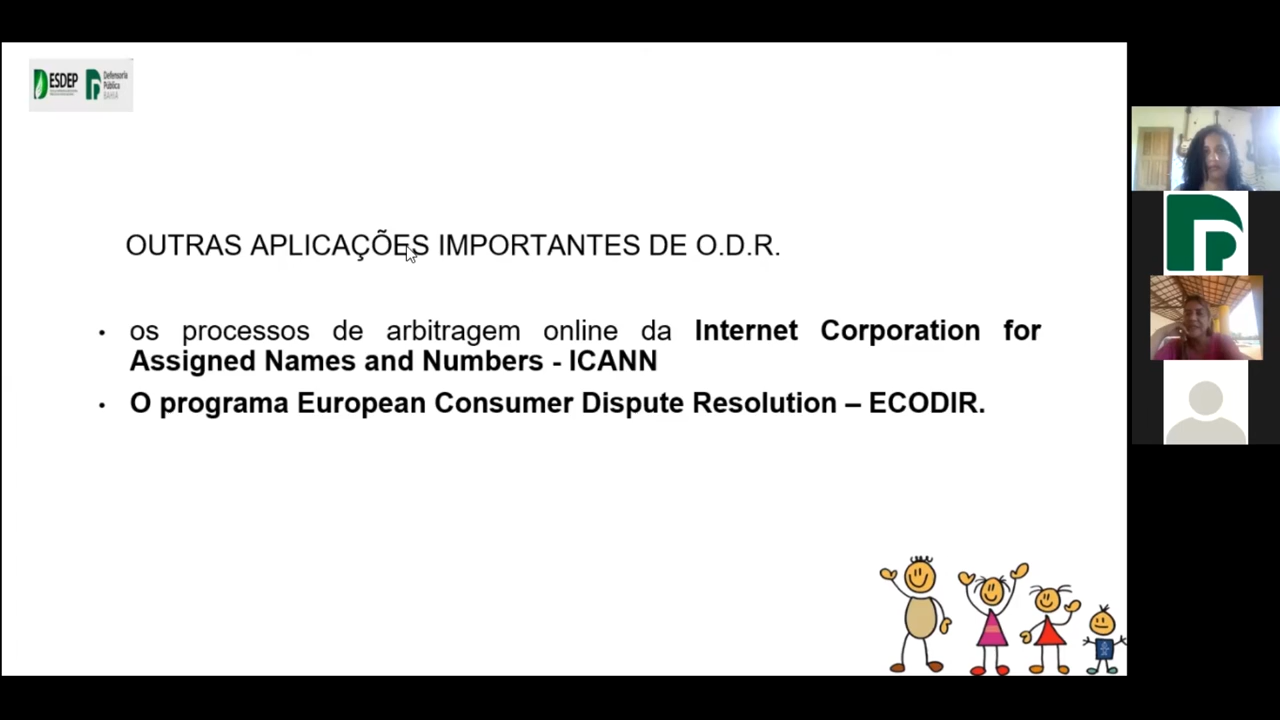 ESDEP
Defensoria
Pública
BAHIA
OUTRAS APLICAÇÕES IMPORTANTES DE O.D.R.
• os processos de arbitragem online da Internet Corporation for
Assigned Names and Numbers - ICANN
• O programa European Consumer Dispute Resolution – ECODIR.